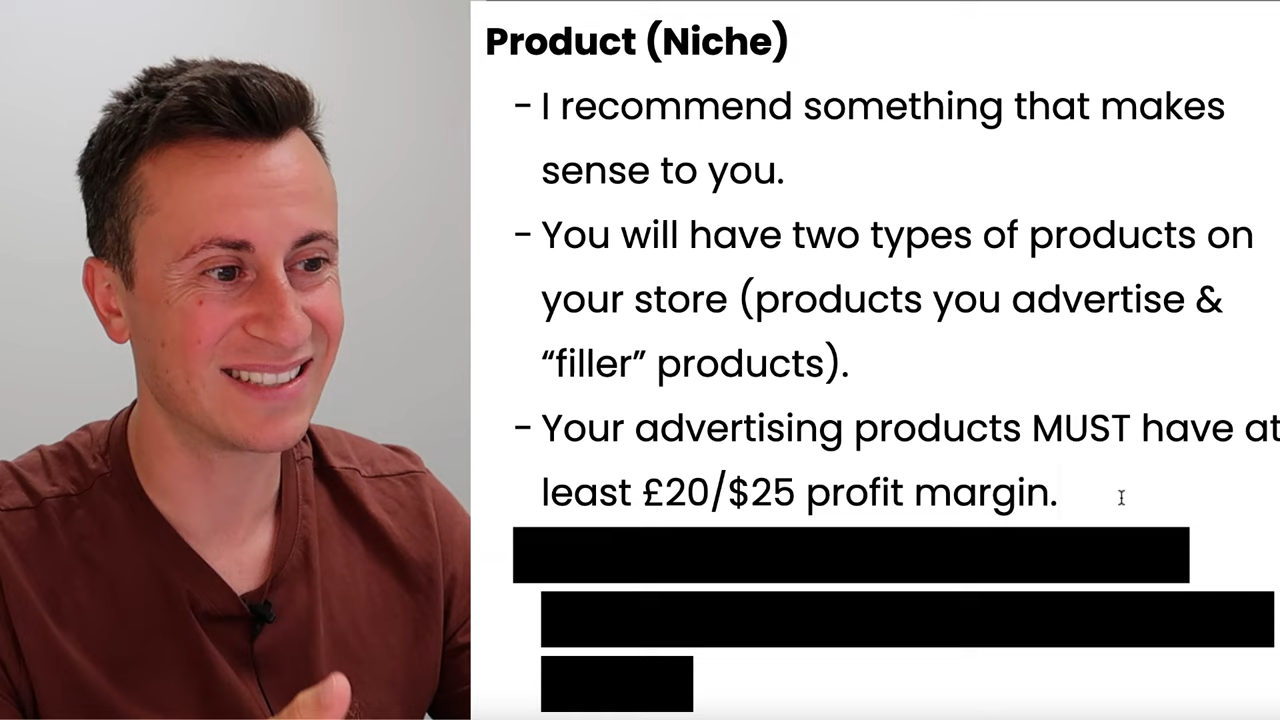 Product (Niche)
- I recommend something that makes
sense to you.
- You will have two types of products on
your store (products you advertise &
“filler” products).
- Your advertising products MUST have at
least £20/$25 profit margin.